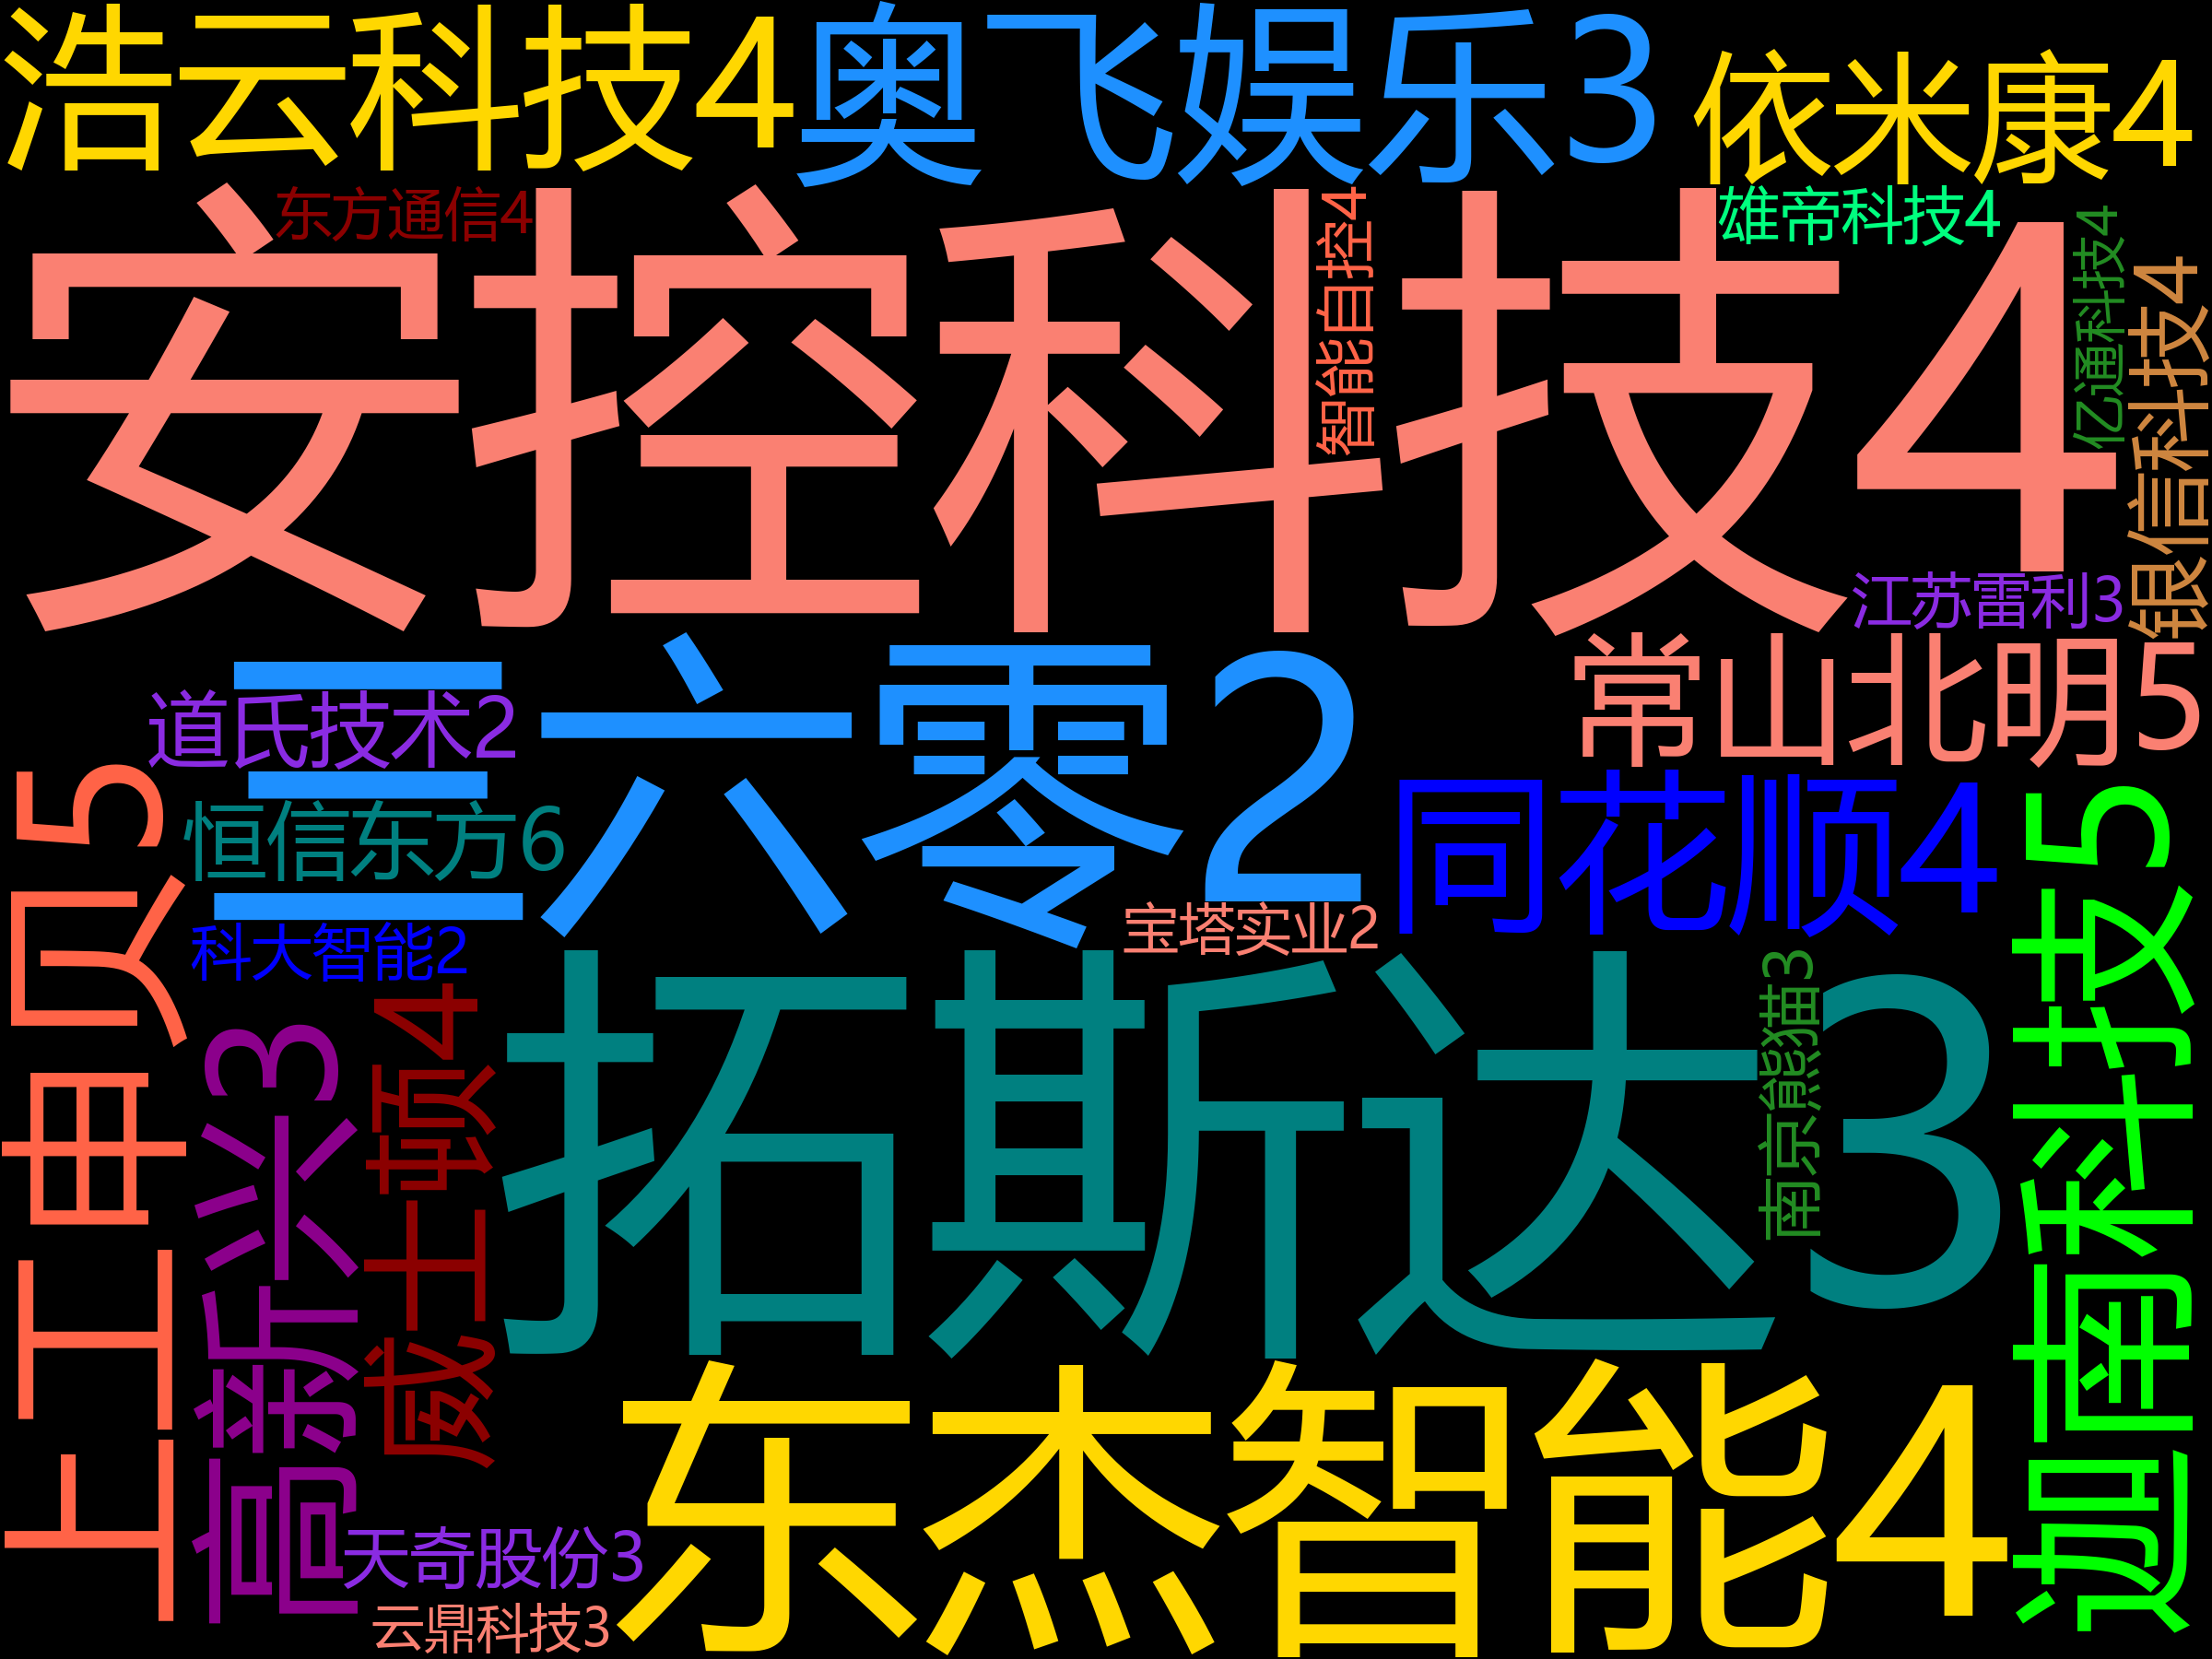 浩云科技4
奥飞娱乐3
依米康4
东方通信4
雄帝科技4
安控科技4
智能自控4
亿通科技4
银信科技4
江苏雷利3
三六零2
常山北明5
道氏技术2
恒信东方6
同花顺4
科大智能2
宝塔实业2
上工申贝5
高新兴3
威士顿4
拓斯达3
南京熊猫3
迦南科技5
东杰智能4
天奇股份3
云鼎科技3